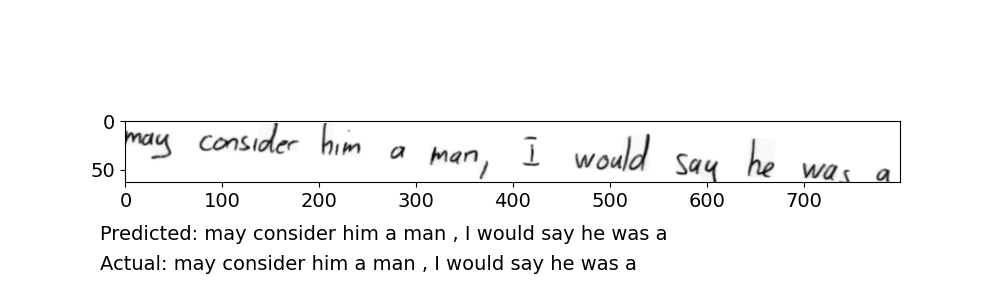 0
may consider him a man, I would say he was a
50
0 100 200 300 400 500 600 700
Predicted: may consider him a man , I would say he was a
Actual: may consider him a man , I would say he was a